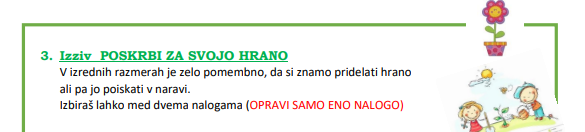 3. Izziv POSKRBI ZA SVOJO HRANO
V izrednih razmerah je zelo pomembno, da si znamo pridelati hrano
ali pa jo poiskati v naravi.
Izbiraš lahko med dvema nalogama (OPRAVI SAMO ENO NALOGO)